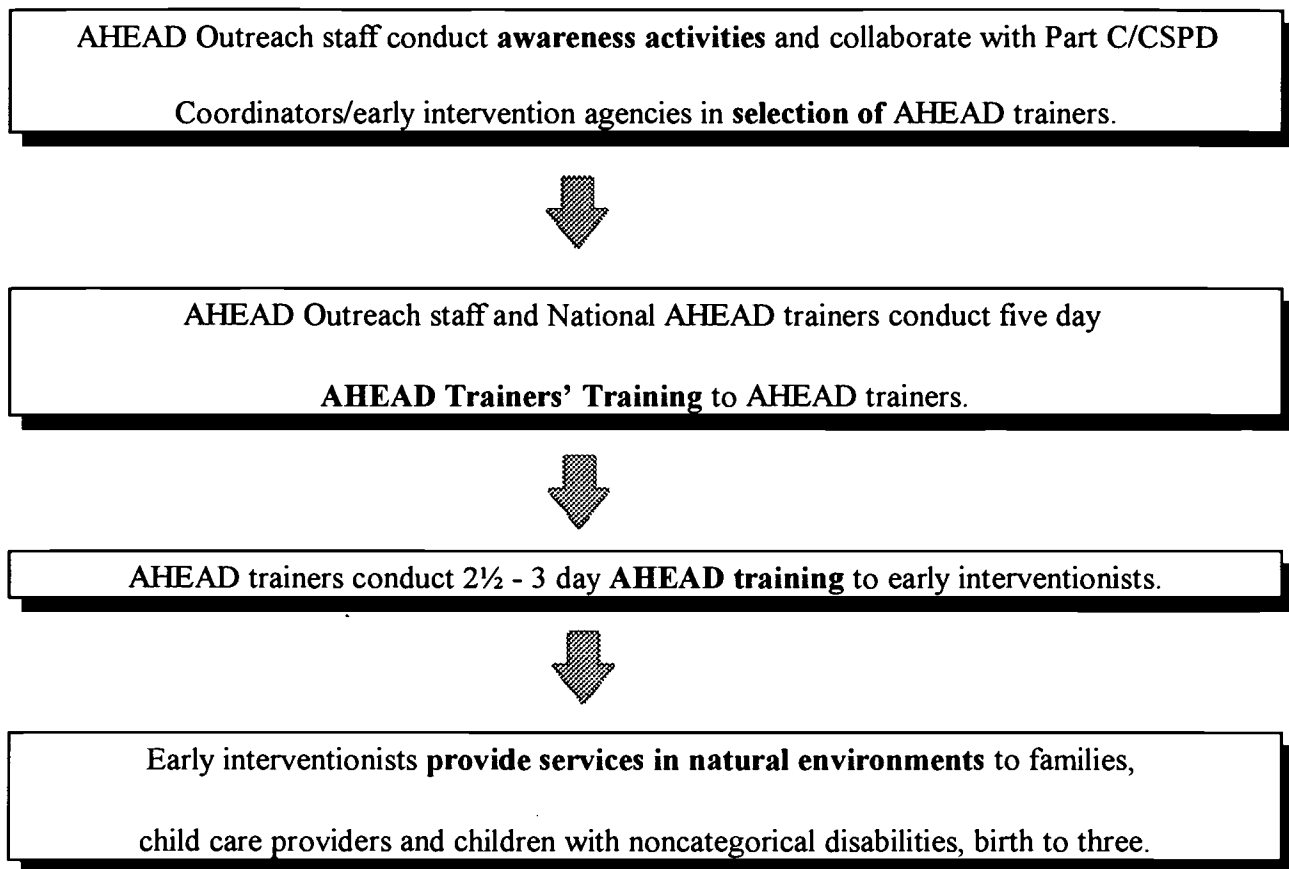 AHEAD Outreach staff conduct awareness activities and collaborate with Part C/CSPD
Coordinators/early intervention agencies in selection of AHEAD trainers.
AHEAD Outreach staff and National AHEAD trainers conduct five day
AHEAD Trainers' Training to AHEAD trainers.
AHEAD trainers conduct 2½ - 3 day AHEAD training to early interventionists.
Early interventionists provide services in natural environments to families,
child care providers and children with noncategorical disabilities, birth to three.